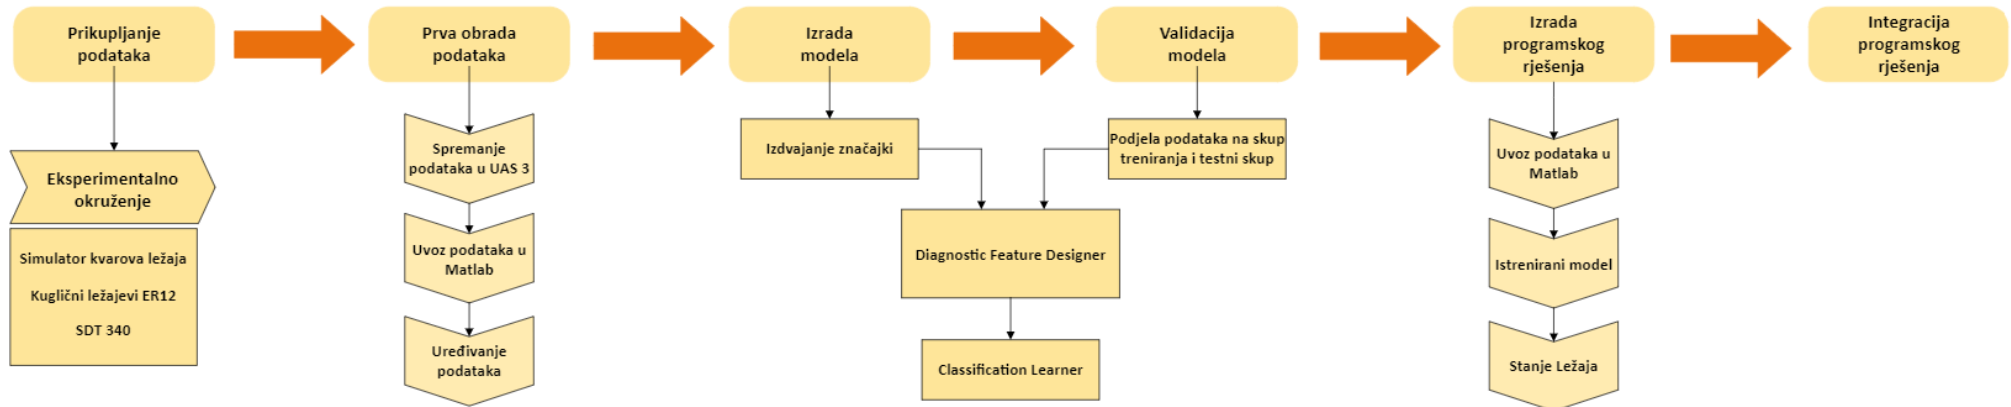 Prikupljanje
podataka
Prva obrada
podataka
Izrada
modela
Validacija
modela
Izrada
programskog
rješenja
Integracija
programskog
rješenja
Eksperimentalno
okruženje
Simulator kvarova ležaja
Kuglični ležajevi ER12
SDT 340
Spremanje
podataka u UAS 3
Uvoz podataka u
Matlab
Uređivanje
podataka
Izdvajanje značajki
Podjela podataka na skup
treniranja i testni skup
Diagnostic Feature Designer
Classification Learner
Uvoz podataka u
Matlab
Istrenirani model
Stanje Ležaja